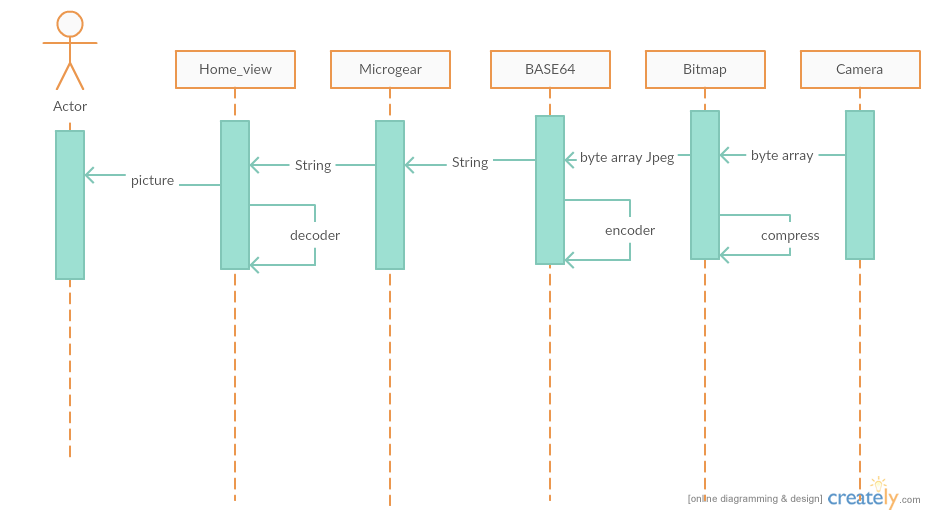 Home_view
Microgear
BASE64
Bitmap
Camera
Actor
picture
String
String
byte array Jpeg
byte array
decoder
encoder
compress
[online diagramming & design] creately.com